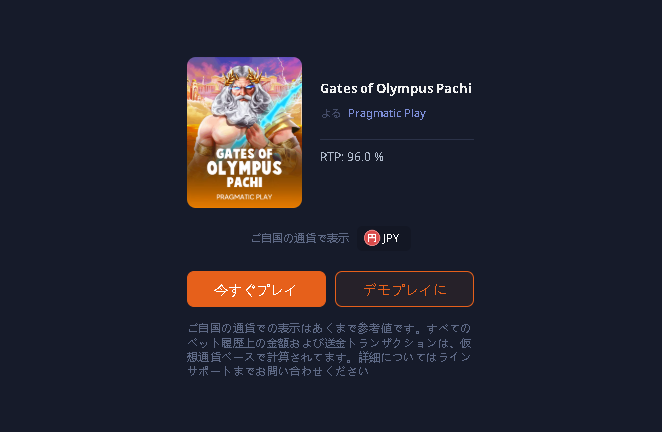 GATES OF
OLYMPUS
PACHI
PRAGMATIC PLAY
Gates of Olympus Pachi
よる Pragmatic Play
RTP: 96.0 %
ご自国の通貨で表示 円 JPY
今すぐプレイ
デモプレイに
ご自国の通貨での表示はあくまで参考値です。すべての
ベット履歴上の金額および送金トランザクションは、仮
想通貨ベースで計算されてます。詳細についてはライン
サポートまでお問い合わせください